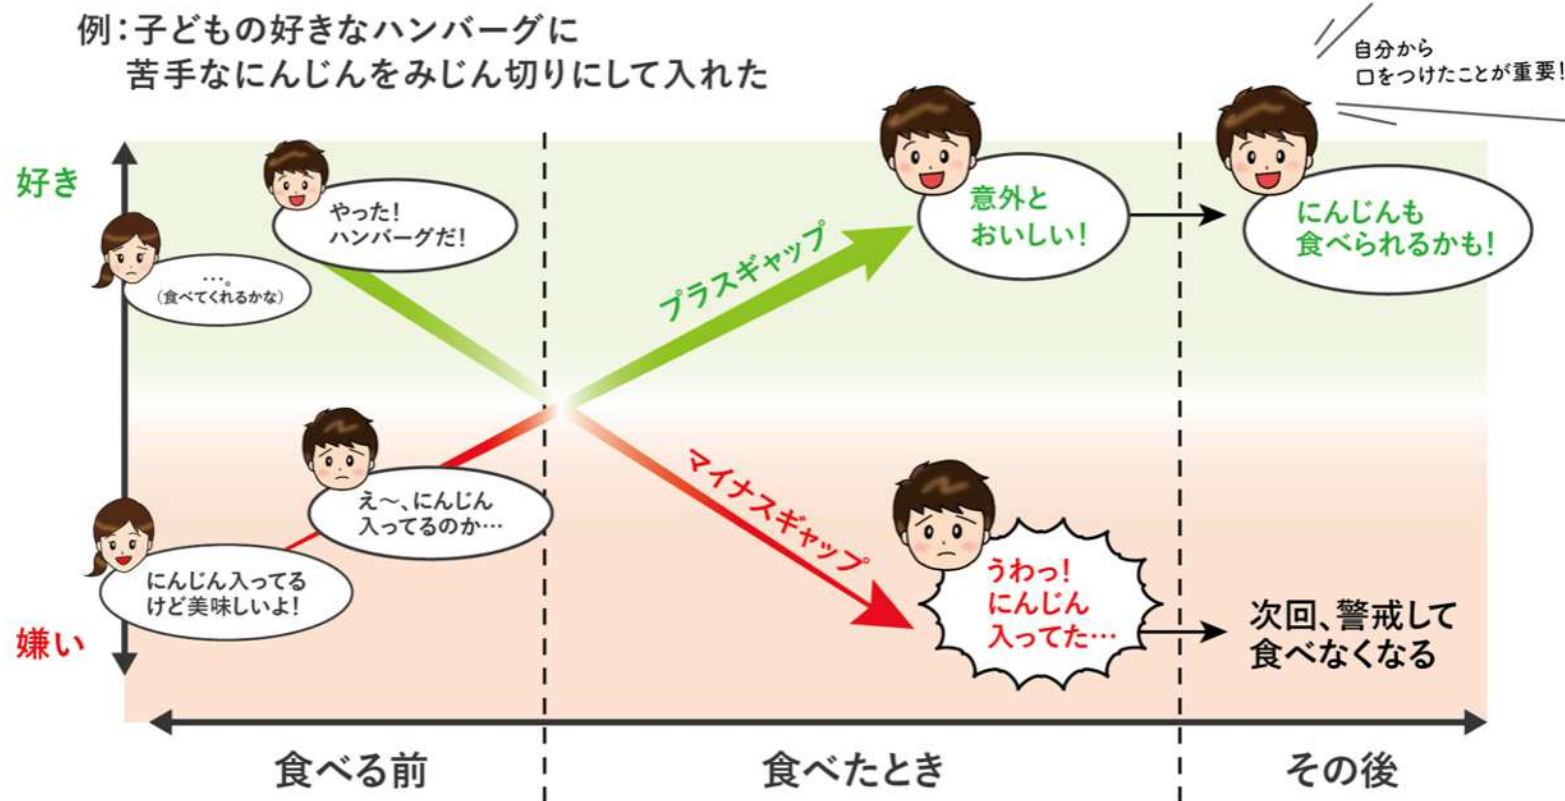 例：子どもの好きなハンバーグに
苦手なにんじんをみじん切りにして入れた
自分から
口をつけたことが重要！
好き
やった！
ハンバーグだ！
…。
（食べてくれるかな）
プラスギャップ
意外と
おいしい！
にんじんも
食べられるかも！
え〜、にんじん
入ってるのか…
にんじん入ってる
けど美味しいよ！
マイナスギャップ
うわっ！
にんじん
入ってた…
次回、警戒して
食べなくなる
嫌い
食べる前
食べたとき
その後